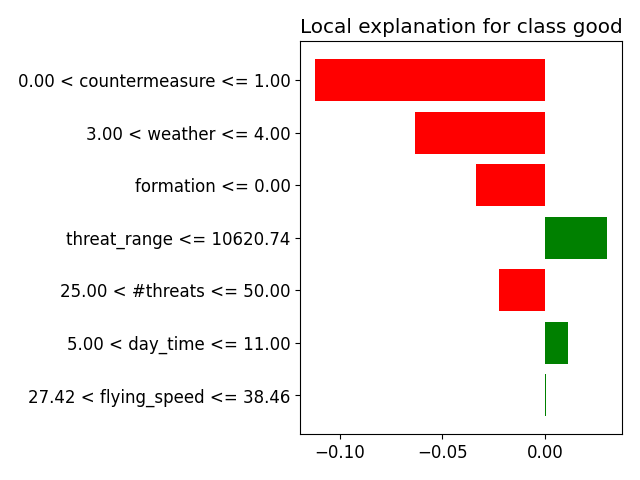 Local explanation for class good
0.00 < countermeasure <= 1.00
3.00 < weather <= 4.00
formation <= 0.00
threat_range <= 10620.74
25.00 < #threats <= 50.00
5.00 < day_time <= 11.00
27.42 < flying_speed <= 38.46
−0.10 −0.05 0.00